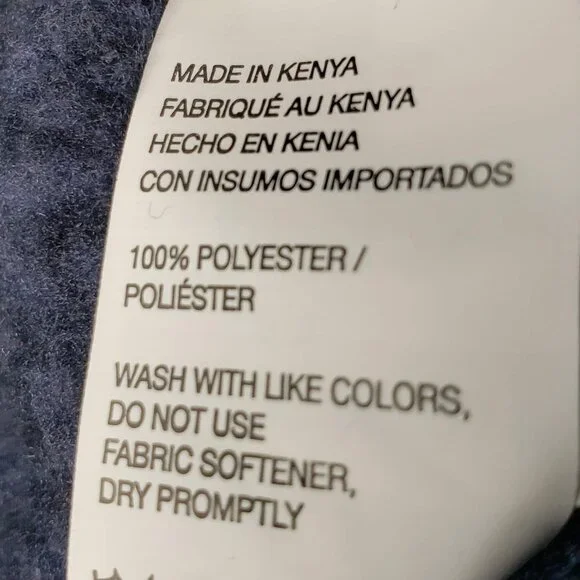 MADE IN KENYA
FABRIQUÉ AU KENYA
HECHO EN KENIA
CON INSUMOS IMPORTADOS
100% POLYESTER /
POLIÉSTER
WASH WITH LIKE COLORS,
DO NOT USE
FABRIC SOFTENER,
DRY PROMPTLY